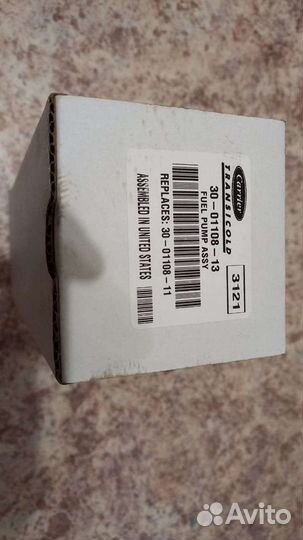 Carrier
TRANSICOLD
3121
30-01108-13
FUEL PUMP ASSY
REPLACES: 30-01108-11
ASSEMBLED IN UNITED STATES
Avito